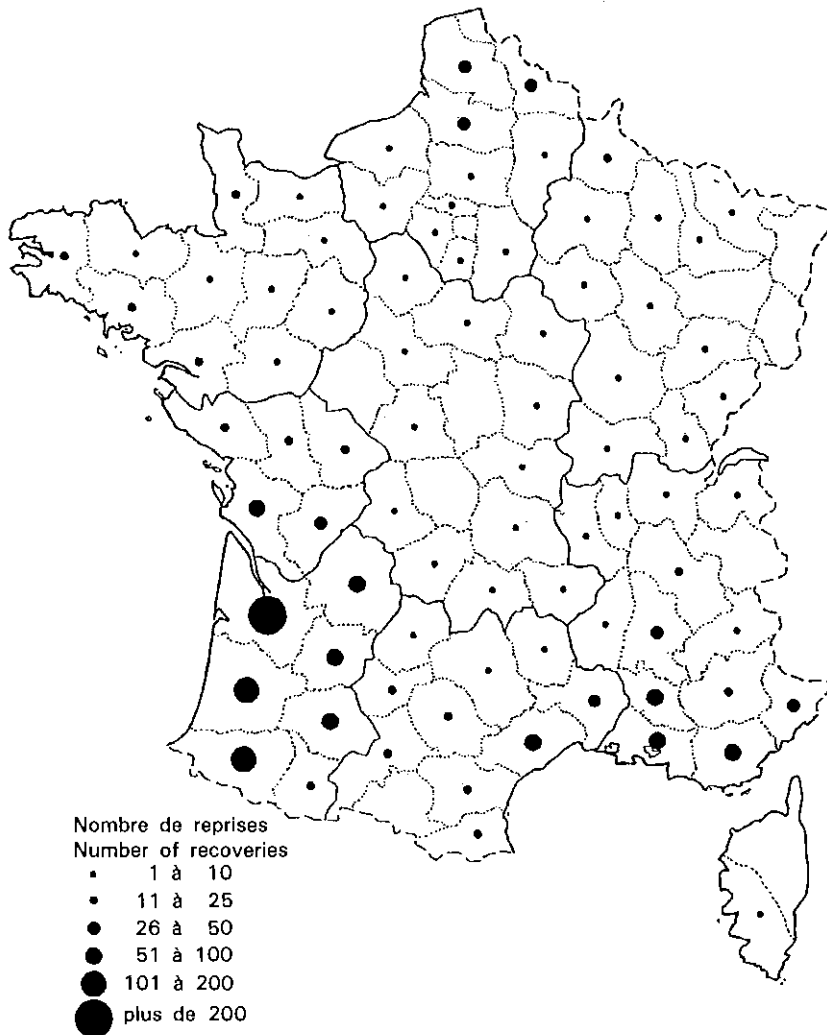 Nombre de reprises
Number of recoveries
1 à 10
11 à 25
26 à 50
51 à 100
101 à 200
plus de 200